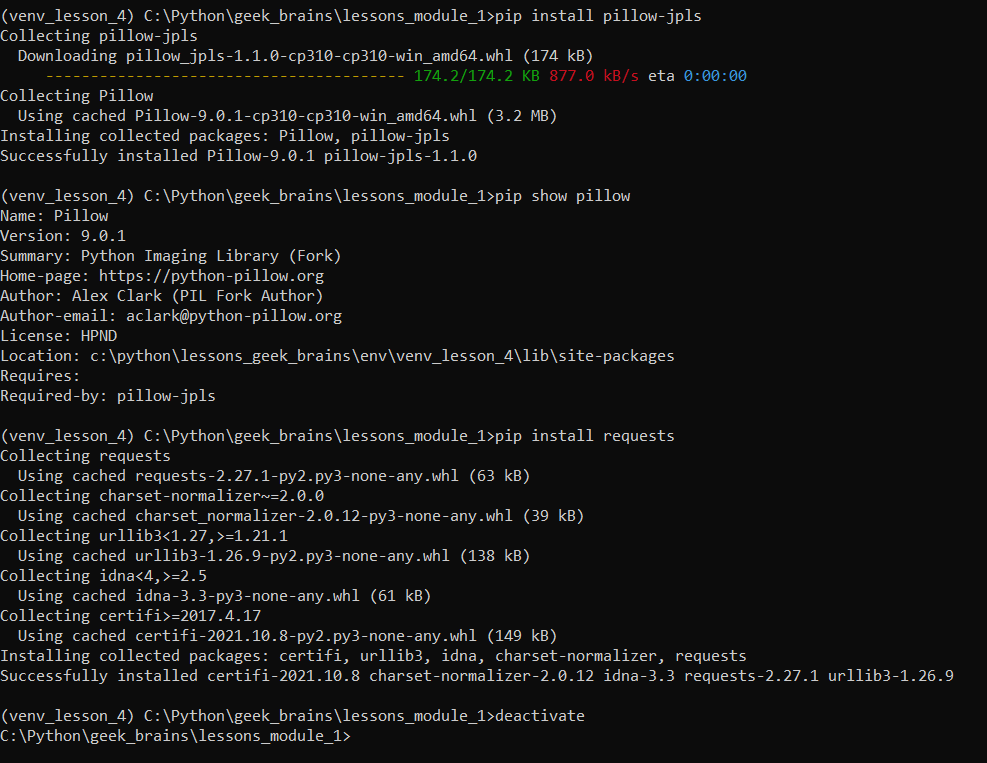 (venv_lesson_4) C:\Python\geek_brains\lessons_module_1>pip install pillow-jpls
Collecting pillow-jpls
  Downloading pillow_jpls-1.1.0-cp310-cp310-win_amd64.whl (174 kB)
     ---------------------------------------- 174.2/174.2 KB 877.0 kB/s eta 0:00:00
Collecting Pillow
  Using cached Pillow-9.0.1-cp310-cp310-win_amd64.whl (3.2 MB)
Installing collected packages: Pillow, pillow-jpls
Successfully installed Pillow-9.0.1 pillow-jpls-1.1.0

(venv_lesson_4) C:\Python\geek_brains\lessons_module_1>pip show pillow
Name: Pillow
Version: 9.0.1
Summary: Python Imaging Library (Fork)
Home-page: https://python-pillow.org
Author: Alex Clark (PIL Fork Author)
Author-email: aclark@python-pillow.org
License: HPND
Location: c:\python\lessons_geek_brains\env\venv_lesson_4\lib\site-packages
Requires:
Required-by: pillow-jpls

(venv_lesson_4) C:\Python\geek_brains\lessons_module_1>pip install requests
Collecting requests
  Using cached requests-2.27.1-py2.py3-none-any.whl (63 kB)
Collecting charset-normalizer~=2.0.0
  Using cached charset_normalizer-2.0.12-py3-none-any.whl (39 kB)
Collecting urllib3<1.27,>=1.21.1
  Using cached urllib3-1.26.9-py2.py3-none-any.whl (138 kB)
Collecting idna<4,>=2.5
  Using cached idna-3.3-py3-none-any.whl (61 kB)
Collecting certifi>=2017.4.17
  Using cached certifi-2021.10.8-py2.py3-none-any.whl (149 kB)
Installing collected packages: certifi, urllib3, idna, charset-normalizer, requests
Successfully installed certifi-2021.10.8 charset-normalizer-2.0.12 idna-3.3 requests-2.27.1 urllib3-1.26.9

(venv_lesson_4) C:\Python\geek_brains\lessons_module_1>deactivate
C:\Python\geek_brains\lessons_module_1>